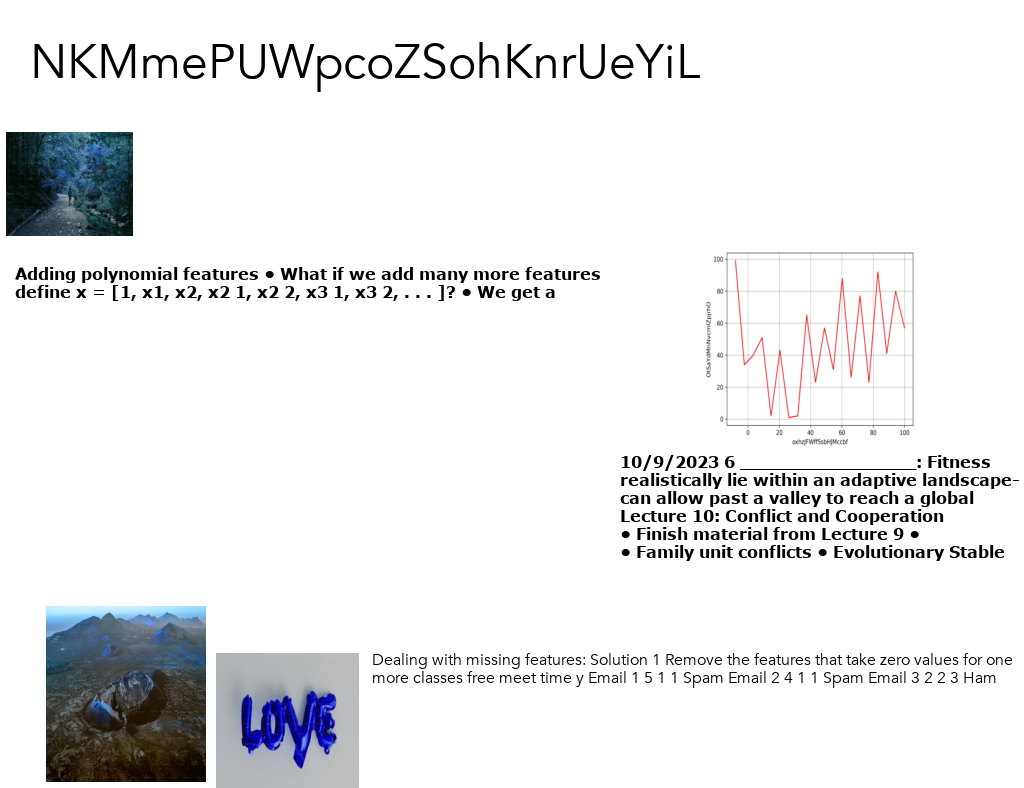 NKMmePUWpcoZSohKnrUeYiL
Adding polynomial features ● What if we add many more features
define x = [1, x1, x2, x2 1, x2 2, x3 1, x3 2, . . . ]? ● We get a
100
80
60
40
20
0
0 20 40 60 80 100
oxhzjFWffSsbHJMccbf
10/9/2023 6 ____________________: Fitness
realistically lie within an adaptive landscape-
can allow past a valley to reach a global
Lecture 10: Conflict and Cooperation
● Finish material from Lecture 9 ●
● Family unit conflicts ● Evolutionary Stable
LOVE
Dealing with missing features: Solution 1 Remove the features that take zero values for one
more classes free meet time y Email 1 5 1 1 Spam Email 2 4 1 1 Spam Email 3 2 2 3 Ham